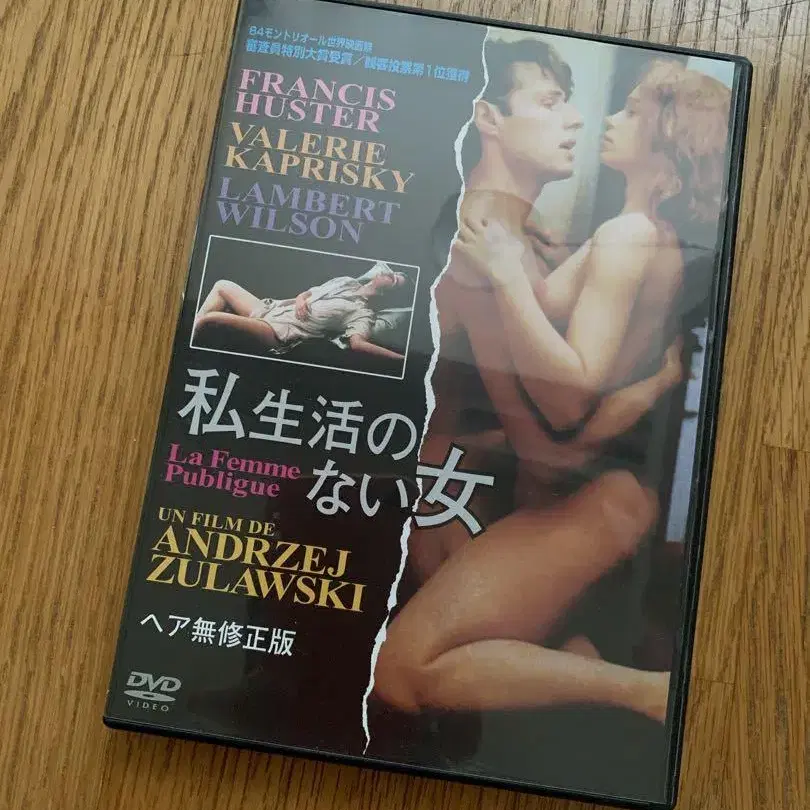 84モントリオール世界映画祭
審査員特別大賞受賞／観客投票第1位獲得
FRANCIS
HUSTER
VALERIE
KAPRISKY
LAMBERT
WILSON
私生活の
ない女
La Femme
Publigue
UN FILM DE
ANDRZEJ
ZULAWSKI
ヘア無修正版
DVD
VIDEO